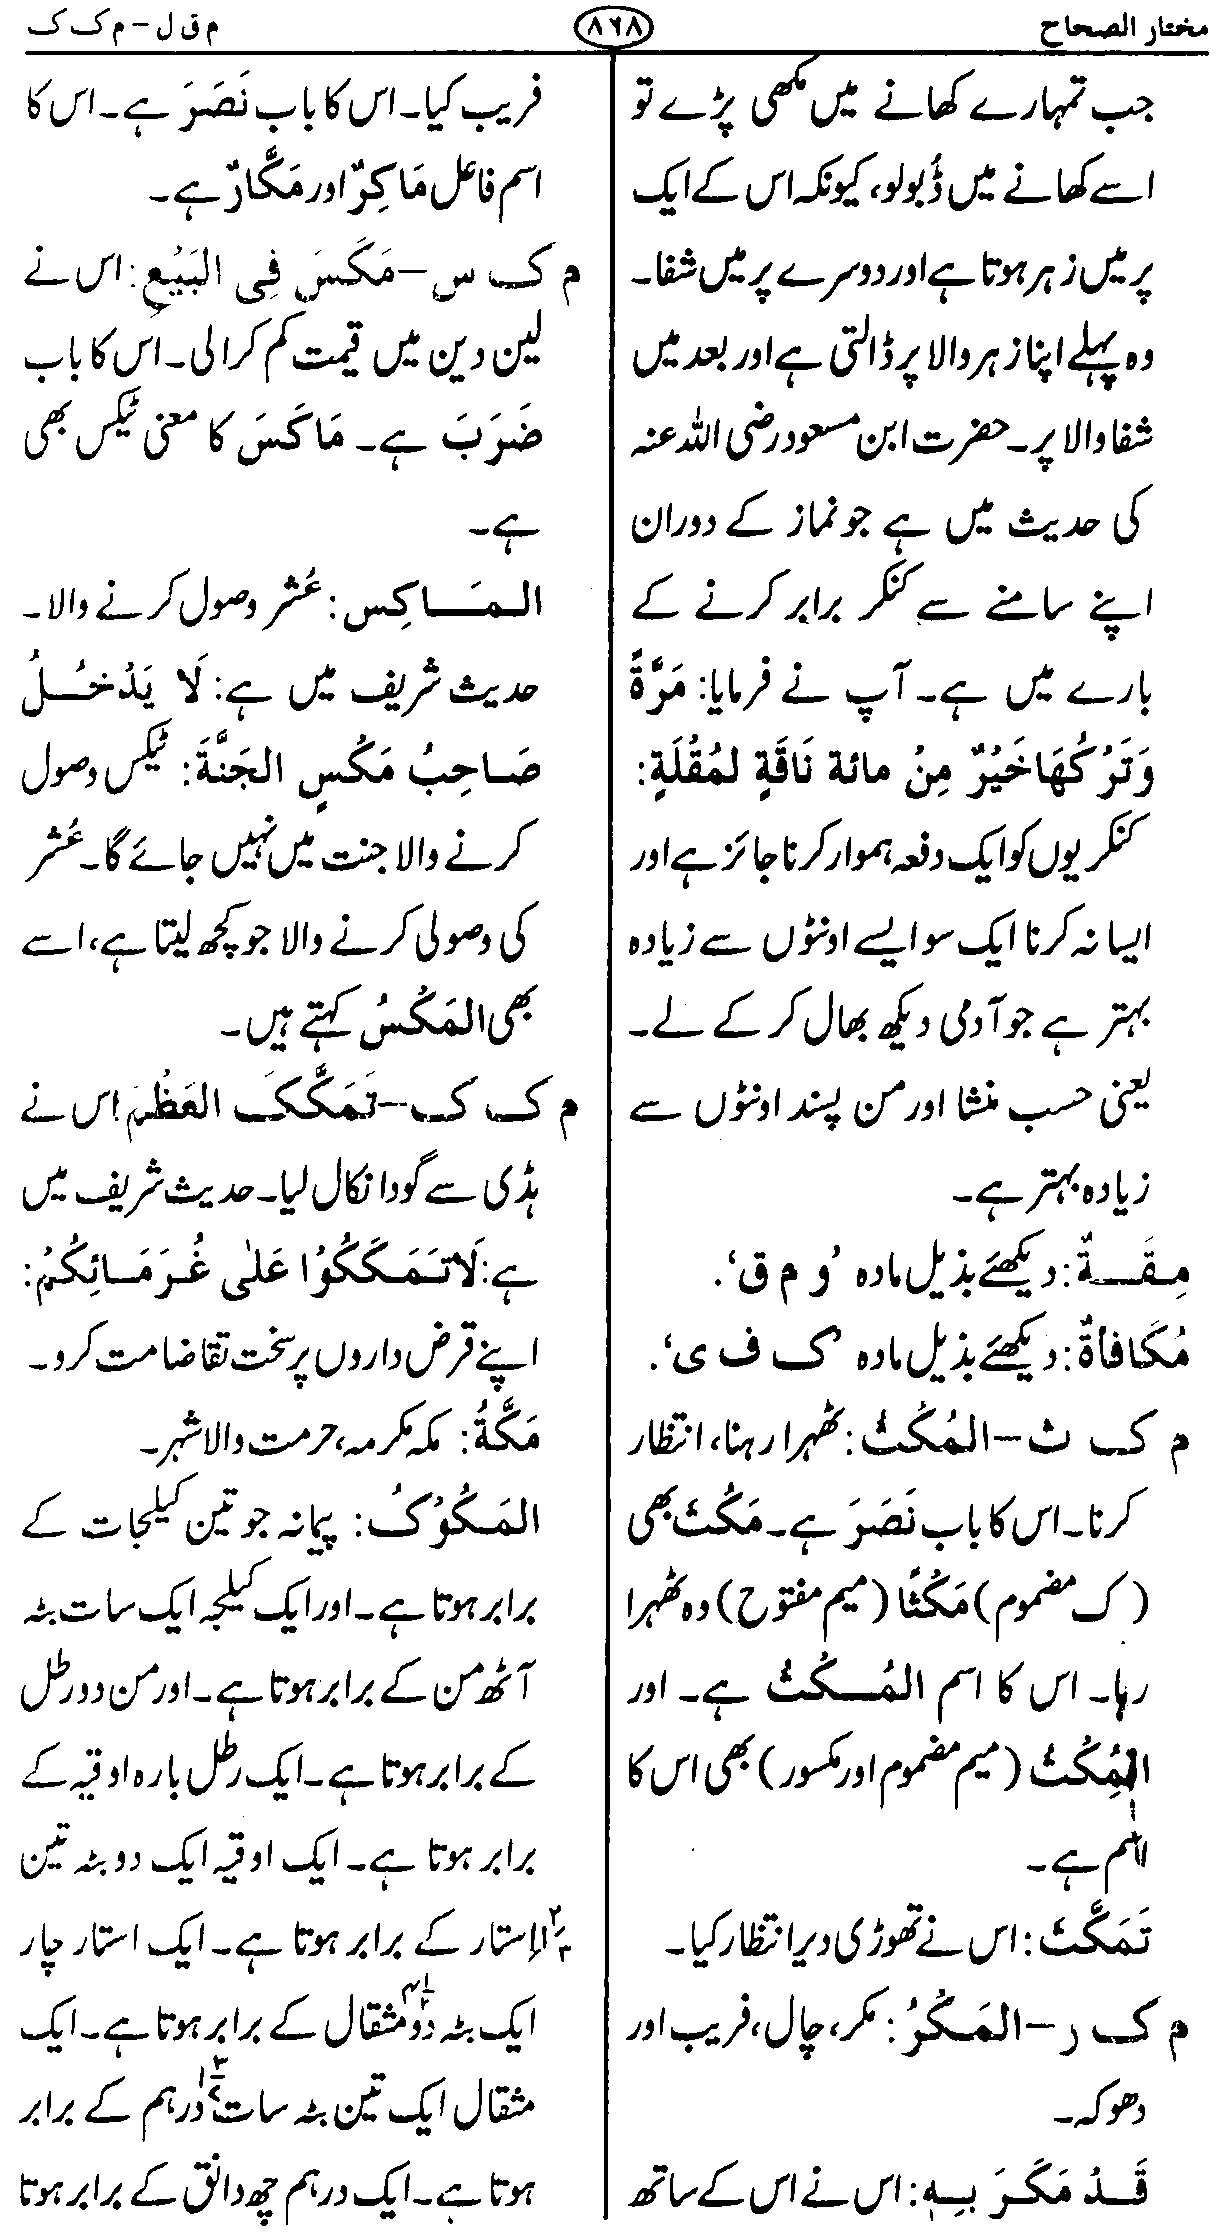 مختار الصحاح
۸۶۸
م ق ل – م ک ک
جب تمہارے کھانے میں مکھی پڑے تو
اسے کھانے میں ڈبولو، کیونکہ اس کے ایک
پر میں زہر ہوتا ہے اور دوسرے پر میں شفا۔
وہ پہلے اپنا زہر والا پر ڈالتی ہے اور بعد میں
شفا والا پر۔ حضرت ابن مسعود رضی اللہ عنہ
کی حدیث میں ہے جو نماز کے دوران
اپنے سامنے سے کنکر برابر کرنے کے
بارے میں ہے۔ آپ نے فرمایا: مَرَّةً
وَتَرْكُهَا خَيْرٌ مِنْ مائة نَاقَةٍ لمُقْلَةٍ:
کنکریوں کو ایک دفعہ ہموار کرنا جائز ہے اور
ایسا نہ کرنا ایک سو ایسے اونٹوں سے زیادہ
بہتر ہے جو آدمی دیکھ بھال کر کے لے۔
یعنی حسب منشا اور من پسند اونٹوں سے
زیادہ بہتر ہے۔
مِقَةٌ: دیکھئے بذیل مادہ ’و م ق‘۔
مُكَافأةٌ: دیکھئے بذیل مادہ ’ک ف ی‘۔
م ک ث – المُكْثُ: ٹھہرا رہنا، انتظار
کرنا۔ اس کا باب نَصَرَ ہے۔ مَكُثَ بھی
(ک مضموم) مَكْثًا (میم مفتوح) وہ ٹھہرا
رہا۔ اس کا اسم المُكْثُ ہے۔ اور
المُِكْثُ (میم مضموم اور مکسور) بھی اس کا
اسم ہے۔
تَمَكَّثَ: اس نے تھوڑی دیر انتظار کیا۔
م ک ر – المَكْرُ: مکر، چال، فریب اور
دھوکہ۔
قَدْ مَكَرَ بِهِ: اس نے اس کے ساتھ
فریب کیا۔ اس کا باب نَصَرَ ہے۔ اس کا
اسم فاعل مَاكِرٌ اور مَكَّارٌ ہے۔
م ک س – مَكَسَ فِی البَيْعِ: اس نے
لین دین میں قیمت کم کرالی۔ اس کا باب
ضَرَبَ ہے۔ مَاكَسَ کا معنی ٹیکس بھی
ہے۔
المَاكِس: عُشر وصول کرنے والا۔
حدیث شریف میں ہے: لَا يَدْخُلُ
صَاحِبُ مَكْسٍ الجَنَّةَ: ٹیکس وصول
کرنے والا جنت میں نہیں جائے گا۔ عُشر
کی وصولی کرنے والا جو کچھ لیتا ہے، اسے
بھی المَكْسُ کہتے ہیں۔
م ک ک – تَمَكَّكَ العَظْمَ اس نے
ہڈی سے گودا نکال لیا۔ حدیث شریف میں
ہے: لَا تَمَكَّكُوْا عَلٰی غُرَمَائِكُمْ:
اپنے قرض داروں پر سخت تقاضا مت کرو۔
مَكَّةُ: مکہ مکرمہ، حرمت والا شہر۔
المَكُوْكُ: پیمانہ جو تین کیلجات کے
برابر ہوتا ہے۔ اور ایک کیلجہ ایک سات بٹہ
آٹھ من کے برابر ہوتا ہے۔ اور من دو رطل
کے برابر ہوتا ہے۔ ایک رطل بارہ اوقیہ کے
برابر ہوتا ہے۔ ایک اوقیہ ایک دو بٹہ تین
۱ ۲/۳ اِستار کے برابر ہوتا ہے۔ ایک استار چار
ایک بٹہ دو ۴ ۱/۲ مثقال کے برابر ہوتا ہے۔ ایک
مثقال ایک تین بٹہ سات ۱ ۳/۷ درہم کے برابر
ہوتا ہے۔ ایک درہم چھ دانق کے برابر ہوتا